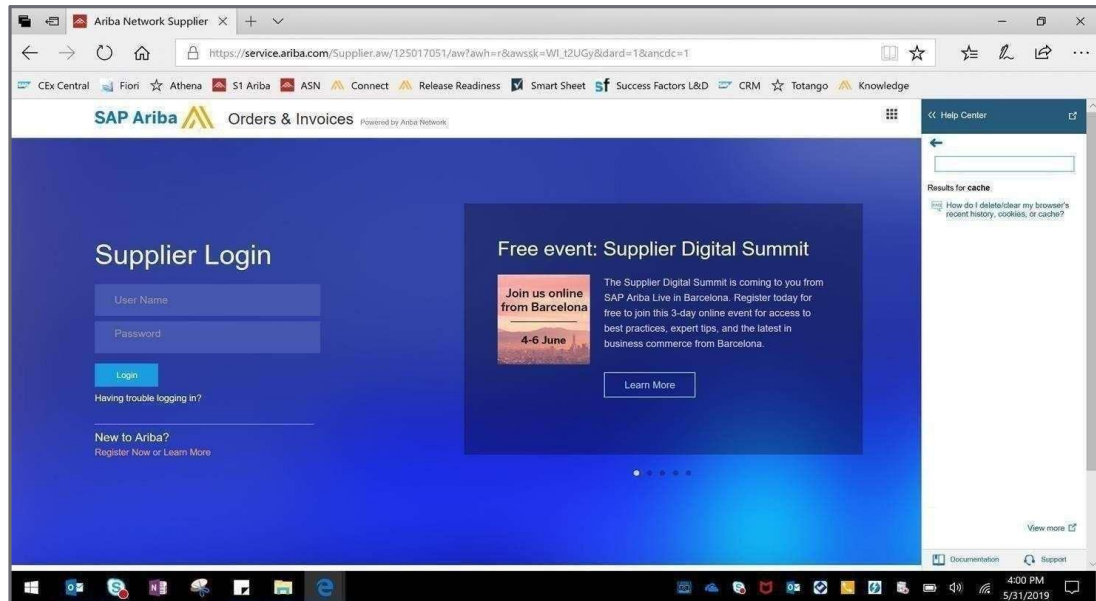 Ariba Network Supplier
https://service.ariba.com/Supplier.aw/125017051/aw?awh=r&awssk=WI_t2UGy&dard=1&ancdc=1
CEx Central Fiori Athena S1 Ariba ASN Connect Release Readiness Smart Sheet Success Factors L&D CRM Totango Knowledge
SAP Ariba Orders & Invoices Powered by Ariba Network
Supplier Login
User Name
Password
Login
Having trouble logging in?
New to Ariba?
Register Now or Learn More
Free event: Supplier Digital Summit
Join us online
from Barcelona
4-6 June
The Supplier Digital Summit is coming to you from
SAP Ariba Live in Barcelona. Register today for
free to join this 3-day online event for access to
best practices, expert tips, and the latest in
business commerce from Barcelona.
Learn More
<< Help Center
Results for cache
How do I delete/clear my browser's
recent history, cookies, or cache?
View more
Documentation Support
4:00 PM
5/31/2019